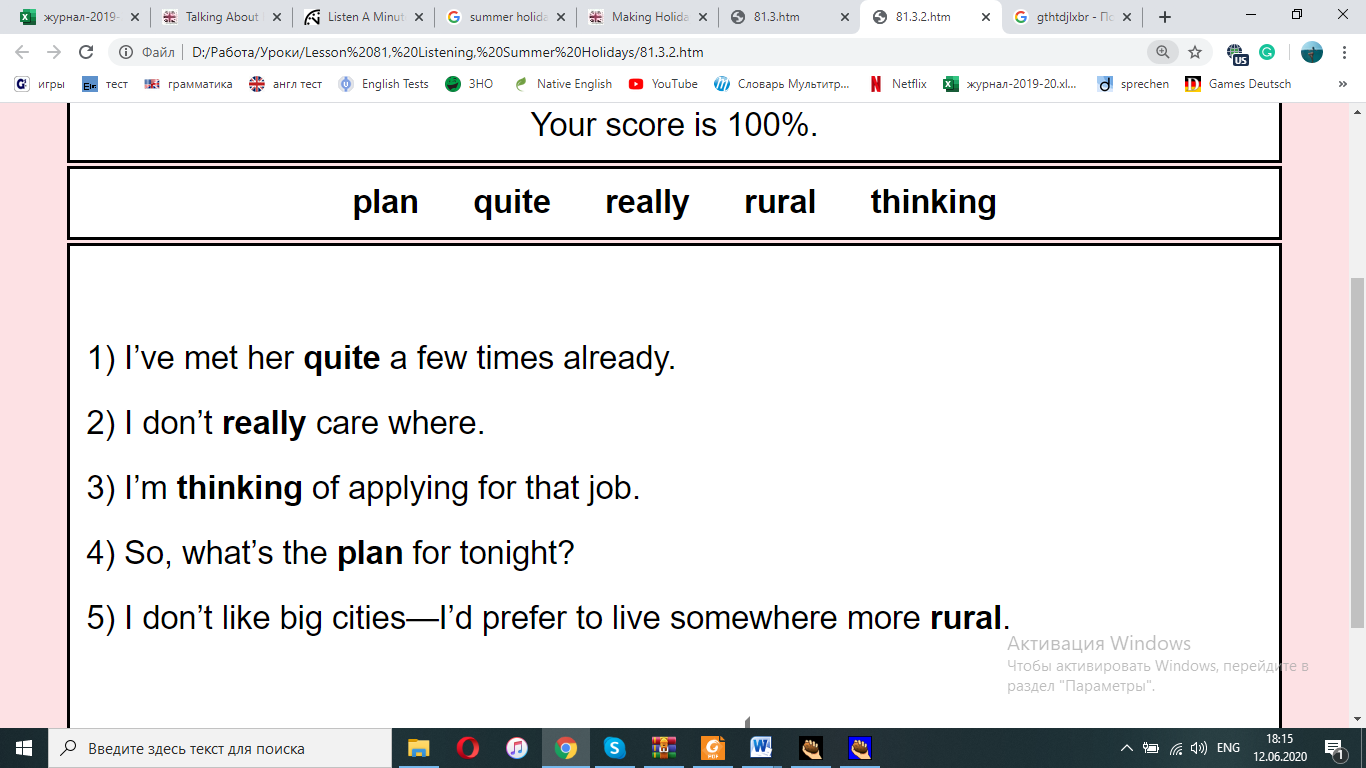 журнал-2019-
Talking About
Listen A Minut
summer holida
Making Holida
81.3.htm
81.3.2.htm
gthtdjlxbr - По
Файл | D:/Работа/Уроки/Lesson%2081,%20Listening,%20Summer%20Holidays/81.3.2.htm
US
игры
тест
грамматика
англ тест
English Tests
ЗНО
Native English
YouTube
Словарь Мультитр...
Netflix
журнал-2019-20.xl...
sprechen
Games Deutsch
»
Your score is 100%.
plan quite really rural thinking
1) I’ve met her quite a few times already.
2) I don’t really care where.
3) I’m thinking of applying for that job.
4) So, what’s the plan for tonight?
5) I don’t like big cities—I’d prefer to live somewhere more rural.
Активация Windows
Чтобы активировать Windows, перейдите в
раздел "Параметры".
Введите здесь текст для поиска
ENG
18:15
12.06.2020
1